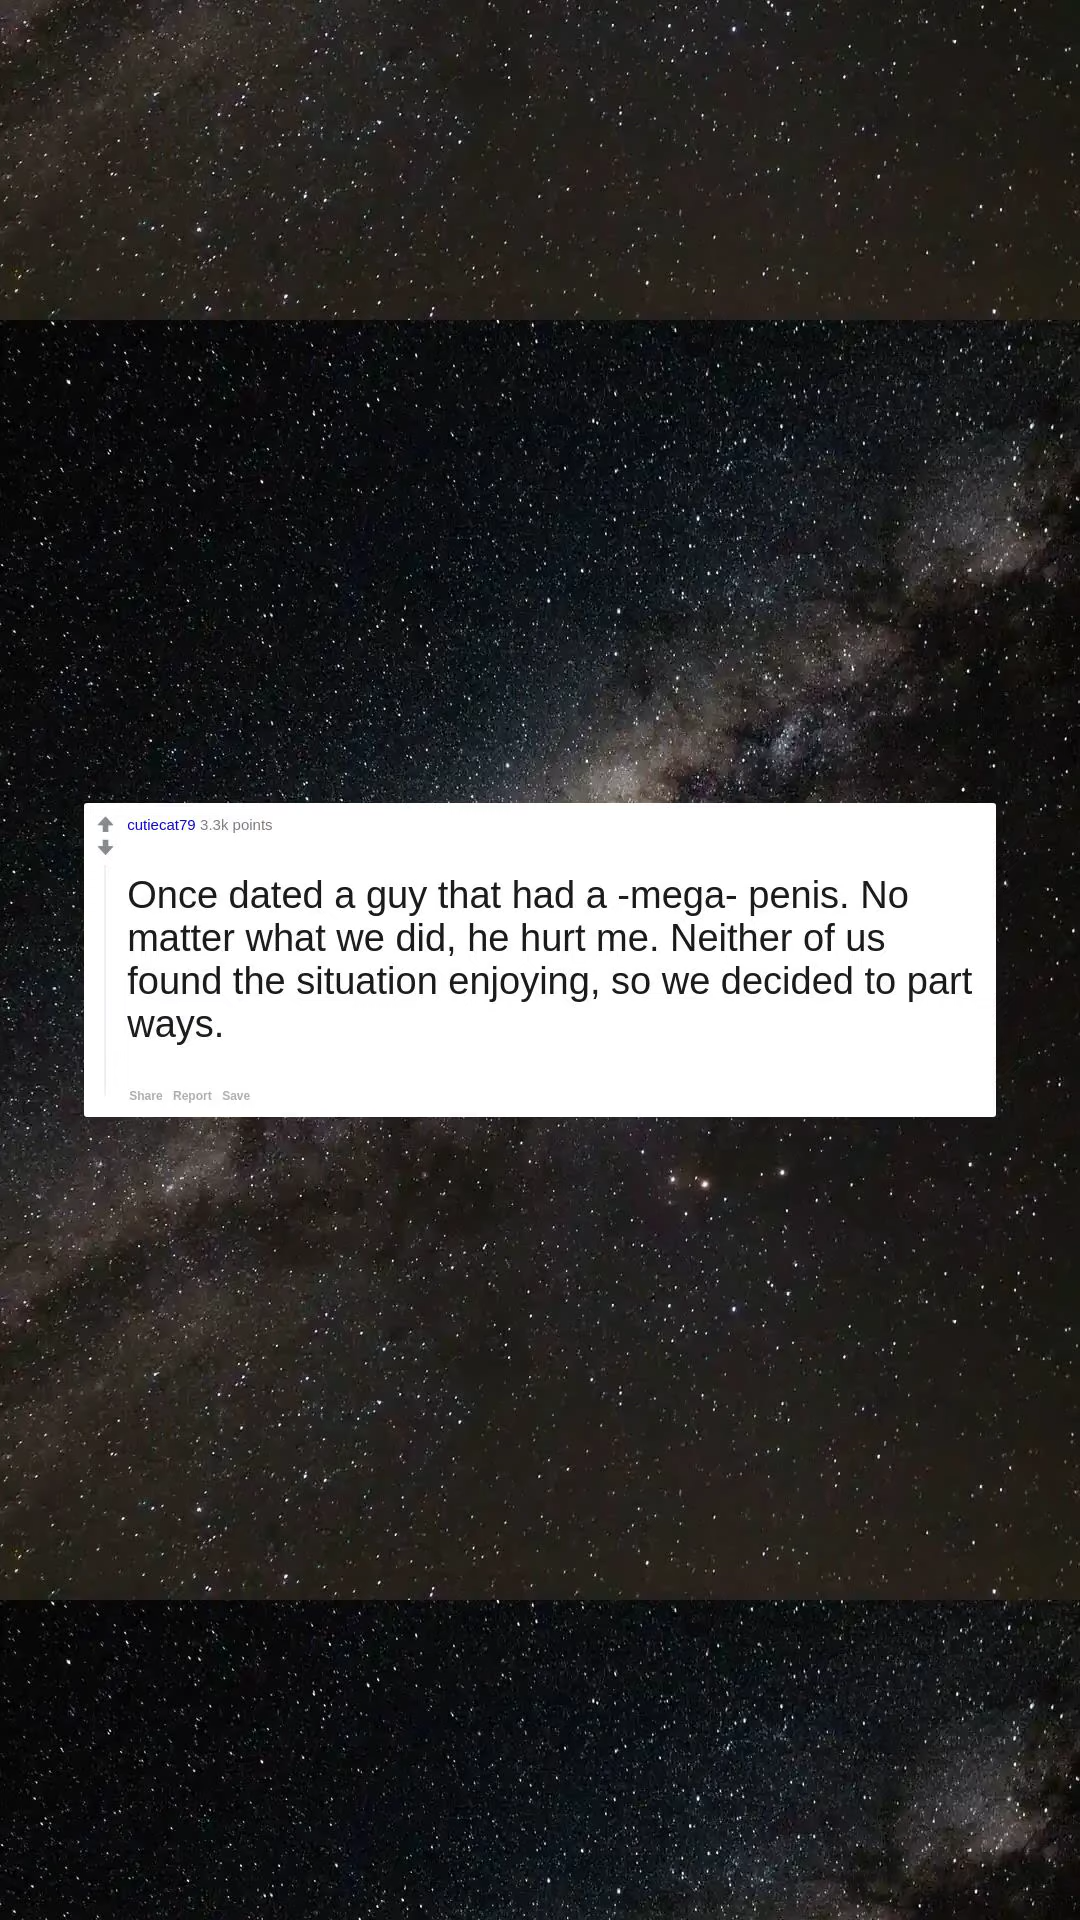 cutiecat79 3.3k points
Once dated a guy that had a -mega- penis. No
matter what we did, he hurt me. Neither of us
found the situation enjoying, so we decided to part
ways.
Share Report Save